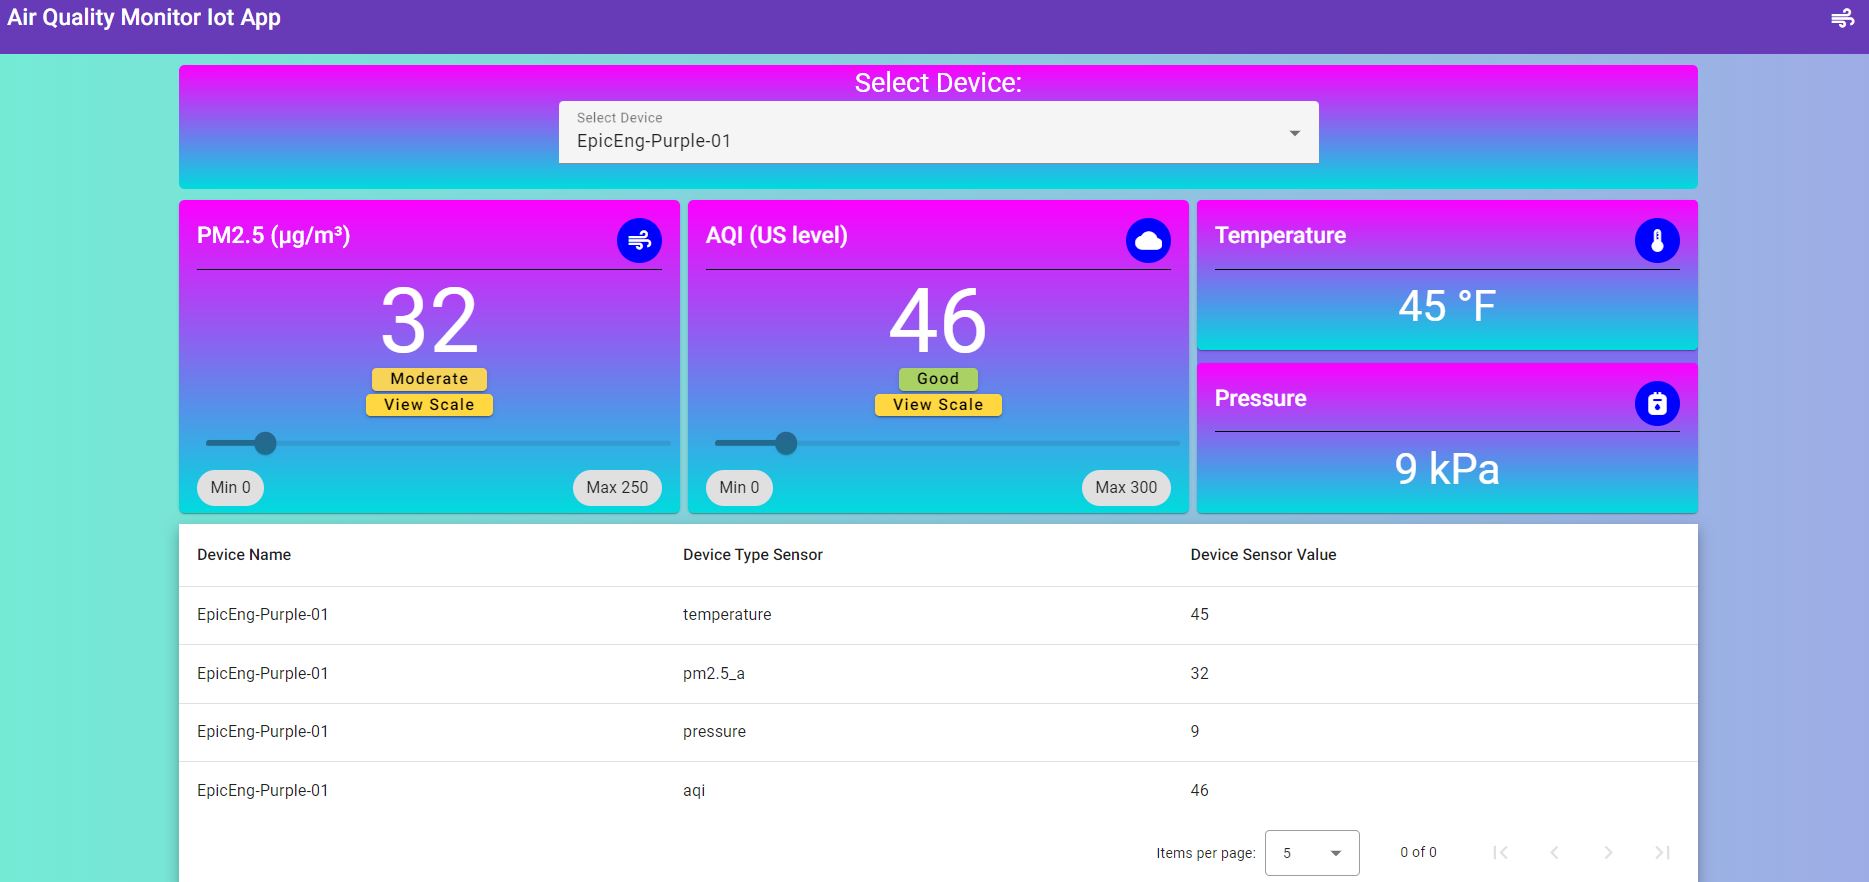 Air Quality Monitor Iot App
Select Device:
Select Device
EpicEng-Purple-01
PM2.5 (µg/m³)
32
Moderate
View Scale
Min 0
Max 250
AQI (US level)
46
Good
View Scale
Min 0
Max 300
Temperature
45 °F
Pressure
9 kPa
Device Name Device Type Sensor Device Sensor Value
EpicEng-Purple-01 temperature 45
EpicEng-Purple-01 pm2.5_a 32
EpicEng-Purple-01 pressure 9
EpicEng-Purple-01 aqi 46
Items per page: 5 0 of 0